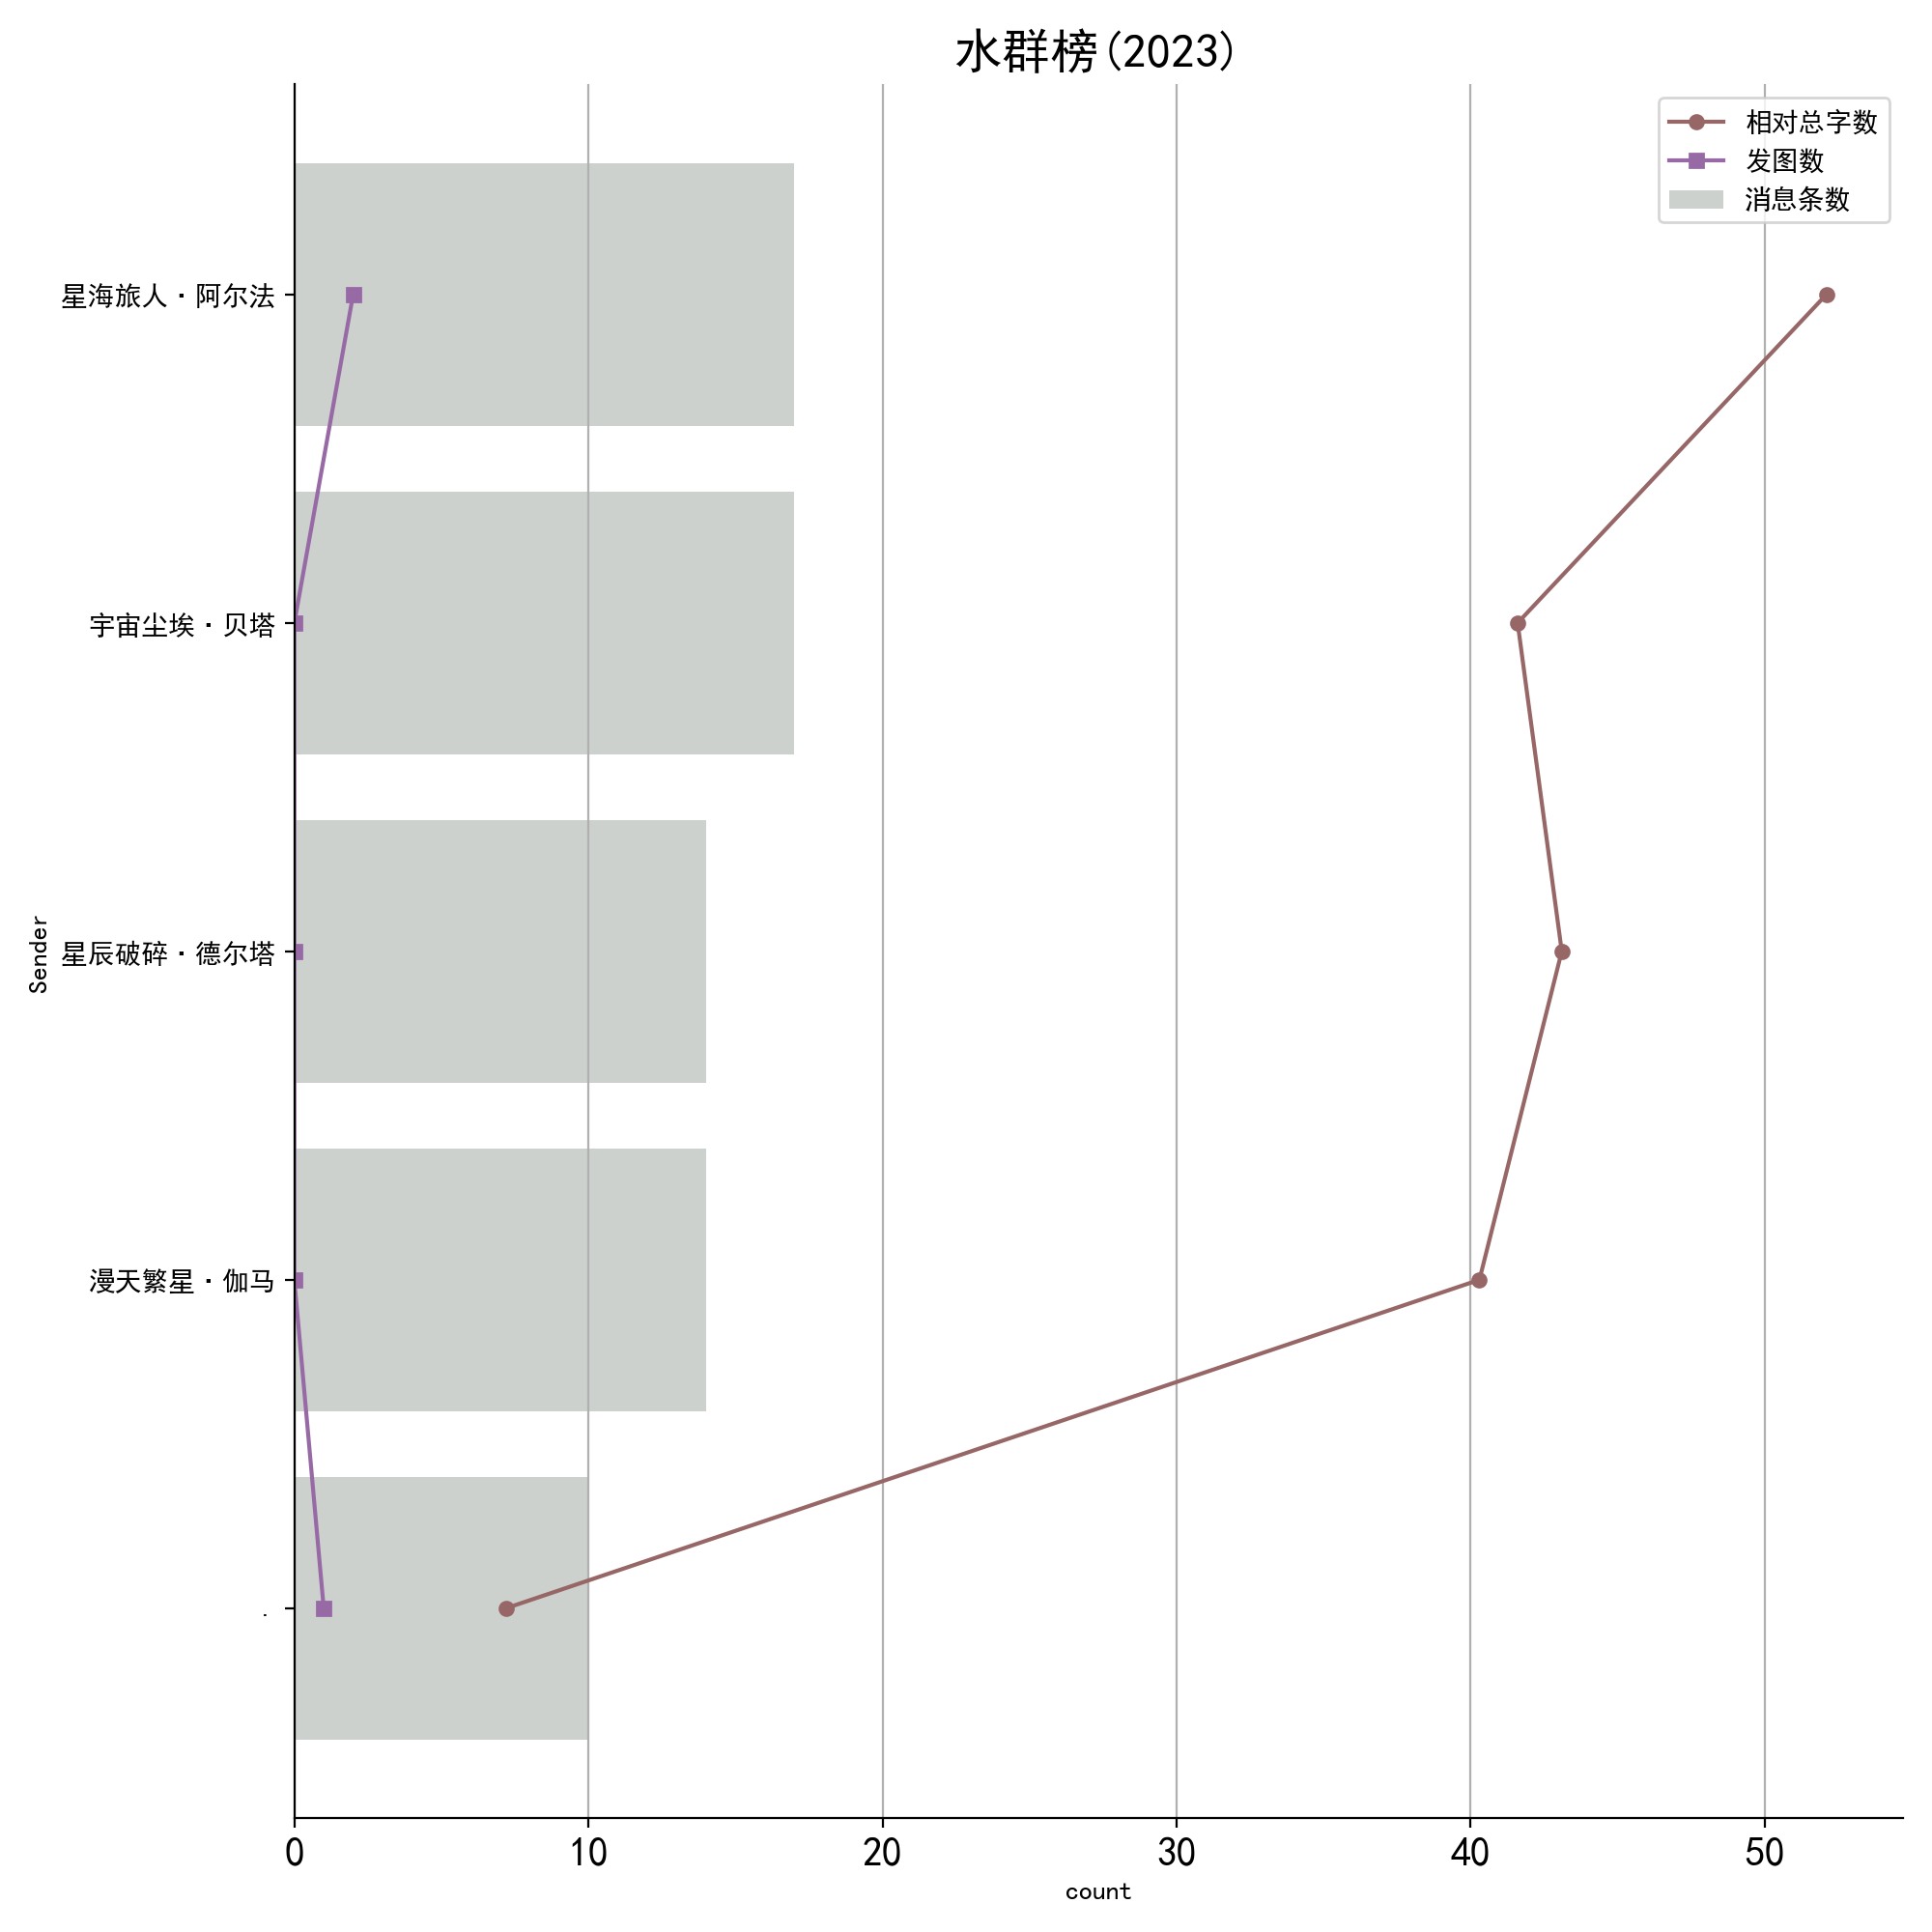 水群榜(2023)
相对总字数
发图数
消息条数
星海旅人·阿尔法
宇宙尘埃·贝塔
星辰破碎·德尔塔
漫天繁星·伽马
.
Sender
0 10 20 30 40 50
count